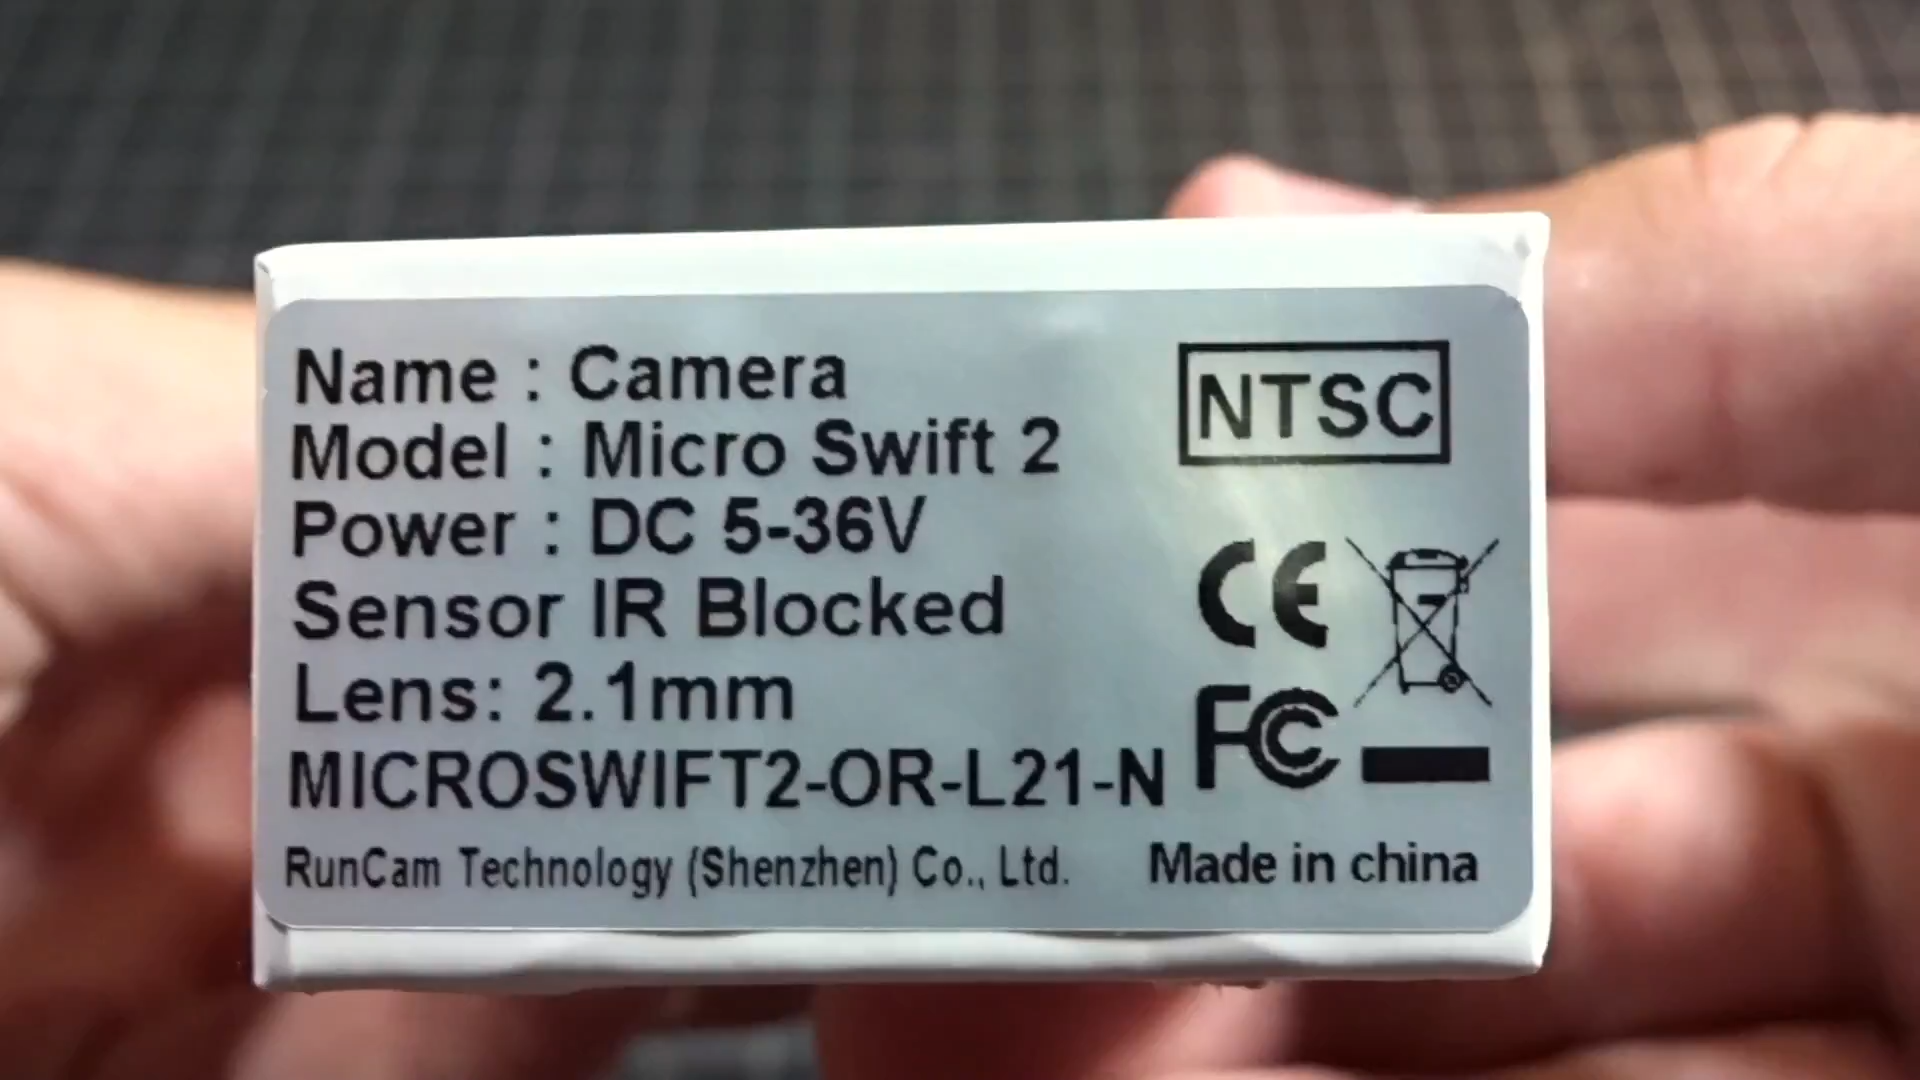 Name : Camera
Model : Micro Swift 2
Power : DC 5-36V
Sensor IR Blocked
Lens: 2.1mm
MICROSWIFT2-OR-L21-N
RunCam Technology (Shenzhen) Co., Ltd.
NTSC
CE
FC
Made in china